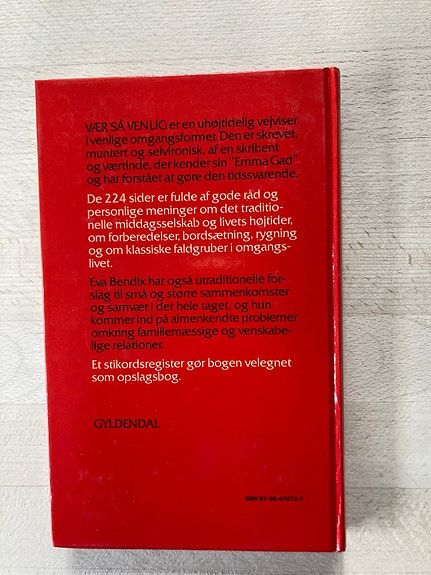 VÆR SÅ VENLIG er en uhøjtidelig vejviser
i venlige omgangsformer. Den er skrevet,
muntert og selvironisk, af en skribent
og værtinde, der kender sin "Emma Gad"
og har forstået at gøre den tidssvarende.
De 224 sider er fulde af gode råd og
personlige meninger om det traditio-
nelle middagsselskab og livets højtider,
om forberedelser, bordsætning, rygning
og om klassiske faldgruber i omgangs-
livet.
Eva Bendix har også utraditionelle for-
slag til små og større sammenkomster
og samvær i det hele taget, og hun
kommer ind på almenkendte problemer
omkring familiemæssige og venskabe-
lige relationer.
Et stikordsregister gør bogen velegnet
som opslagsbog.
GYLDENDAL
ISBN